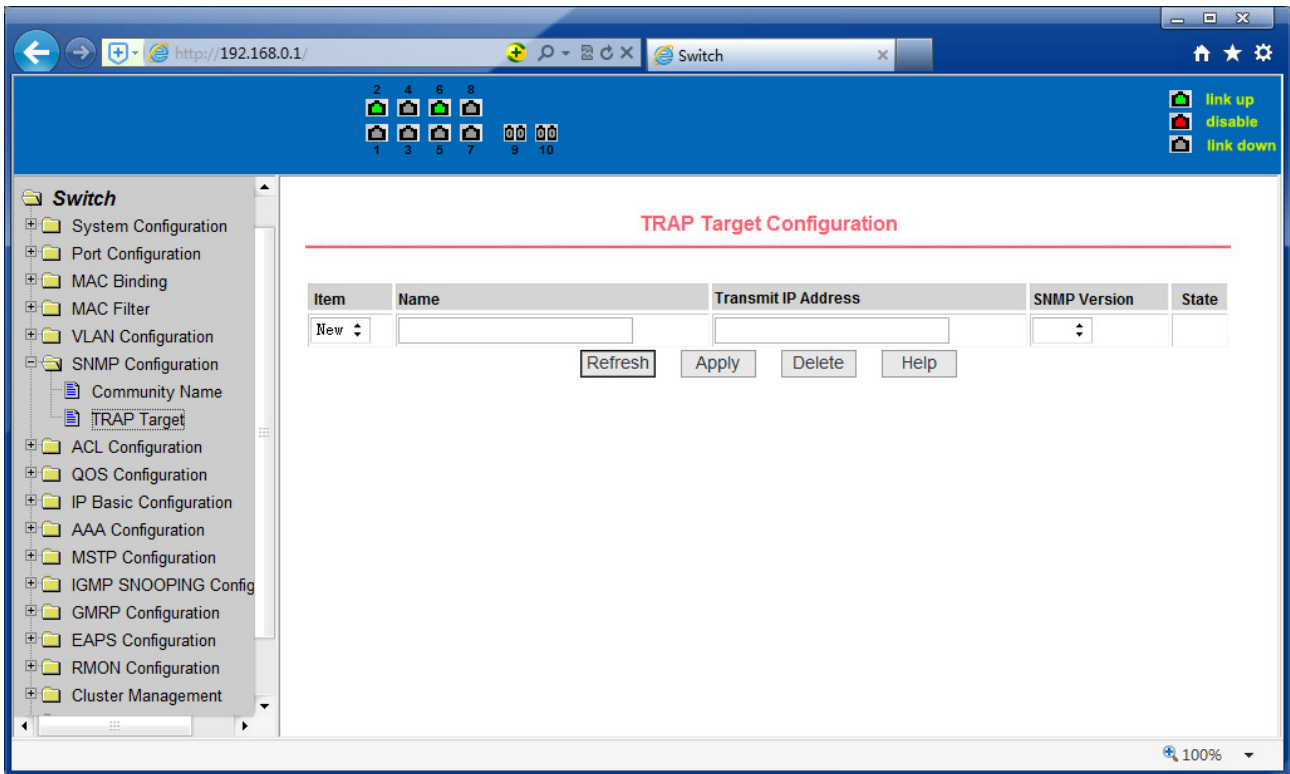 http://192.168.0.1/
Switch
2 4 6 8
1 3 5 7 9 10
link up
disable
link down
Switch
System Configuration
Port Configuration
MAC Binding
MAC Filter
VLAN Configuration
SNMP Configuration
Community Name
TRAP Target
ACL Configuration
QOS Configuration
IP Basic Configuration
AAA Configuration
MSTP Configuration
IGMP SNOOPING Config
GMRP Configuration
EAPS Configuration
RMON Configuration
Cluster Management
TRAP Target Configuration
Item Name Transmit IP Address SNMP Version State
New
Refresh Apply Delete Help
100%